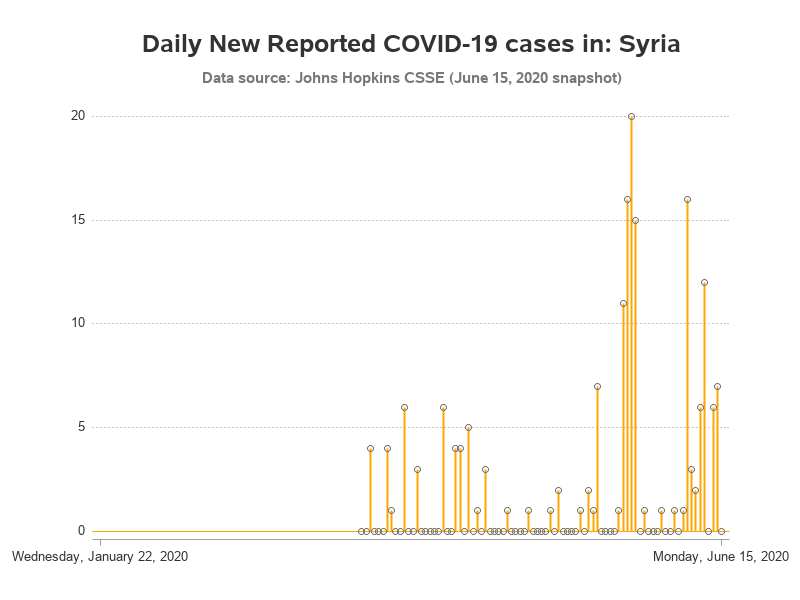 Daily New Reported COVID-19 cases in: Syria
Data source: Johns Hopkins CSSE (June 15, 2020 snapshot)
20
15
10
5
0
Wednesday, January 22, 2020
Monday, June 15, 2020